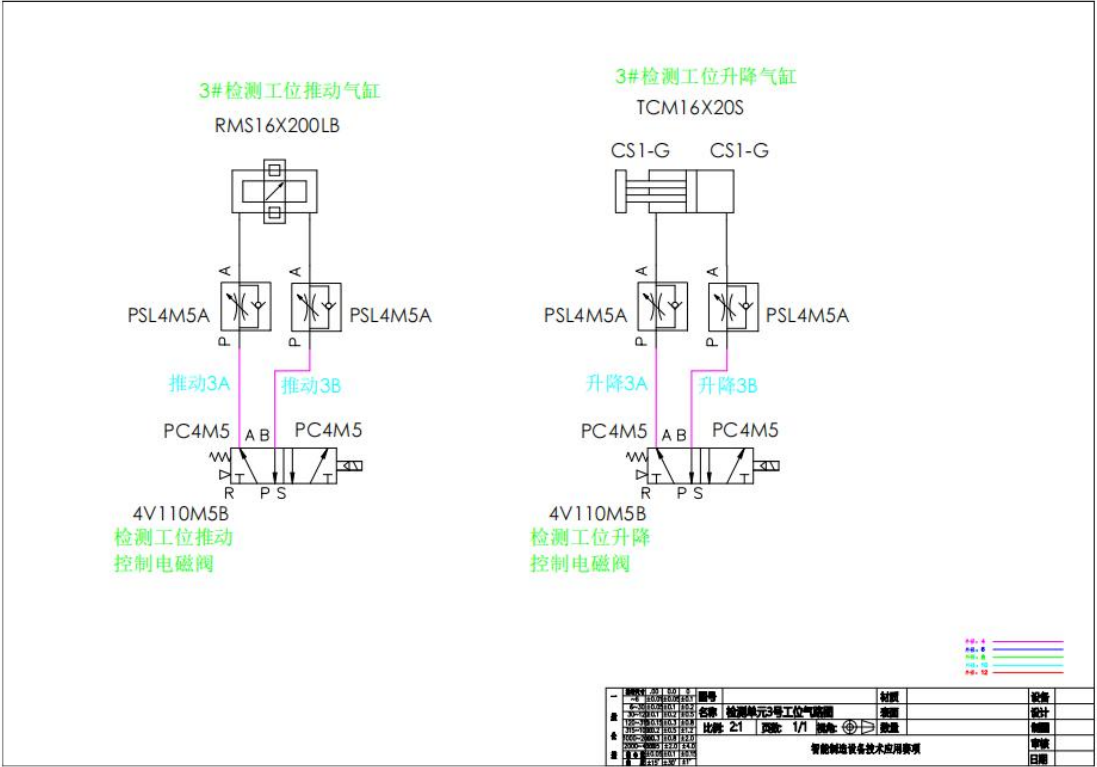 3#检测工位推动气缸
RMS16X200LB
3#检测工位升降气缸
TCM16X20S
CS1-G CS1-G
A A
PSL4M5A PSL4M5A
P P
推动3A 推动3B
PC4M5 A B PC4M5
R P S
4V110M5B
检测工位推动
控制电磁阀
A A
PSL4M5A PSL4M5A
P P
升降3A 升降3B
PC4M5 A B PC4M5
R P S
4V110M5B
检测工位升降
控制电磁阀
图号 材质 设备
名称 检测单元3号工位气路图 表面 设计
比例: 2:1 页数: 1/1 视角: 数量 制图
智能制造设备技术应用赛项 审核
日期